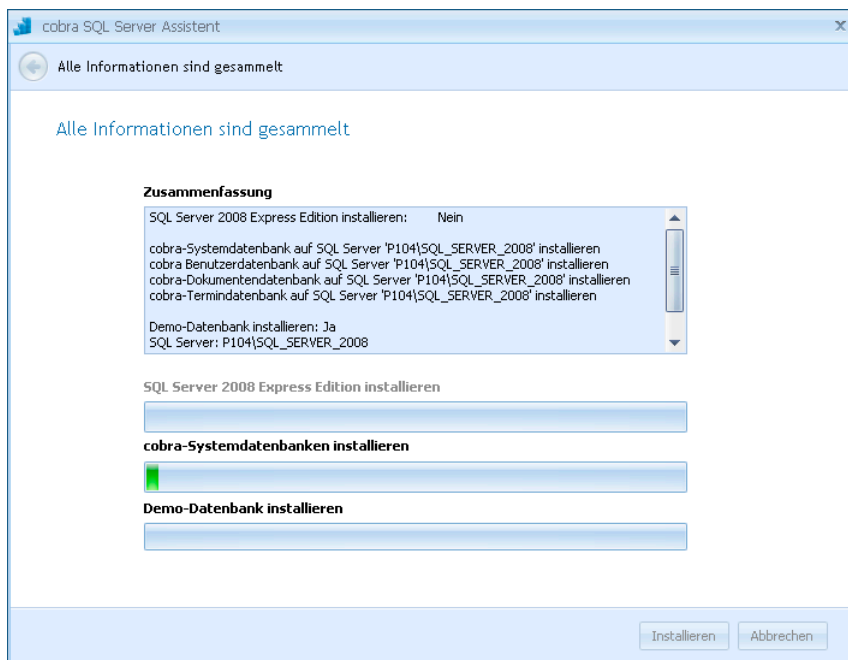 cobra SQL Server Assistent
x
Alle Informationen sind gesammelt
Alle Informationen sind gesammelt
Zusammenfassung
SQL Server 2008 Express Edition installieren: Nein
cobra-Systemdatenbank auf SQL Server 'P104\SQL_SERVER_2008' installieren
cobra Benutzerdatenbank auf SQL Server 'P104\SQL_SERVER_2008' installieren
cobra-Dokumentendatenbank auf SQL Server 'P104\SQL_SERVER_2008' installieren
cobra-Termindatenbank auf SQL Server 'P104\SQL_SERVER_2008' installieren
Demo-Datenbank installieren: Ja
SQL Server: P104\SQL_SERVER_2008
SQL Server 2008 Express Edition installieren
cobra-Systemdatenbanken installieren
Demo-Datenbank installieren
Installieren Abbrechen